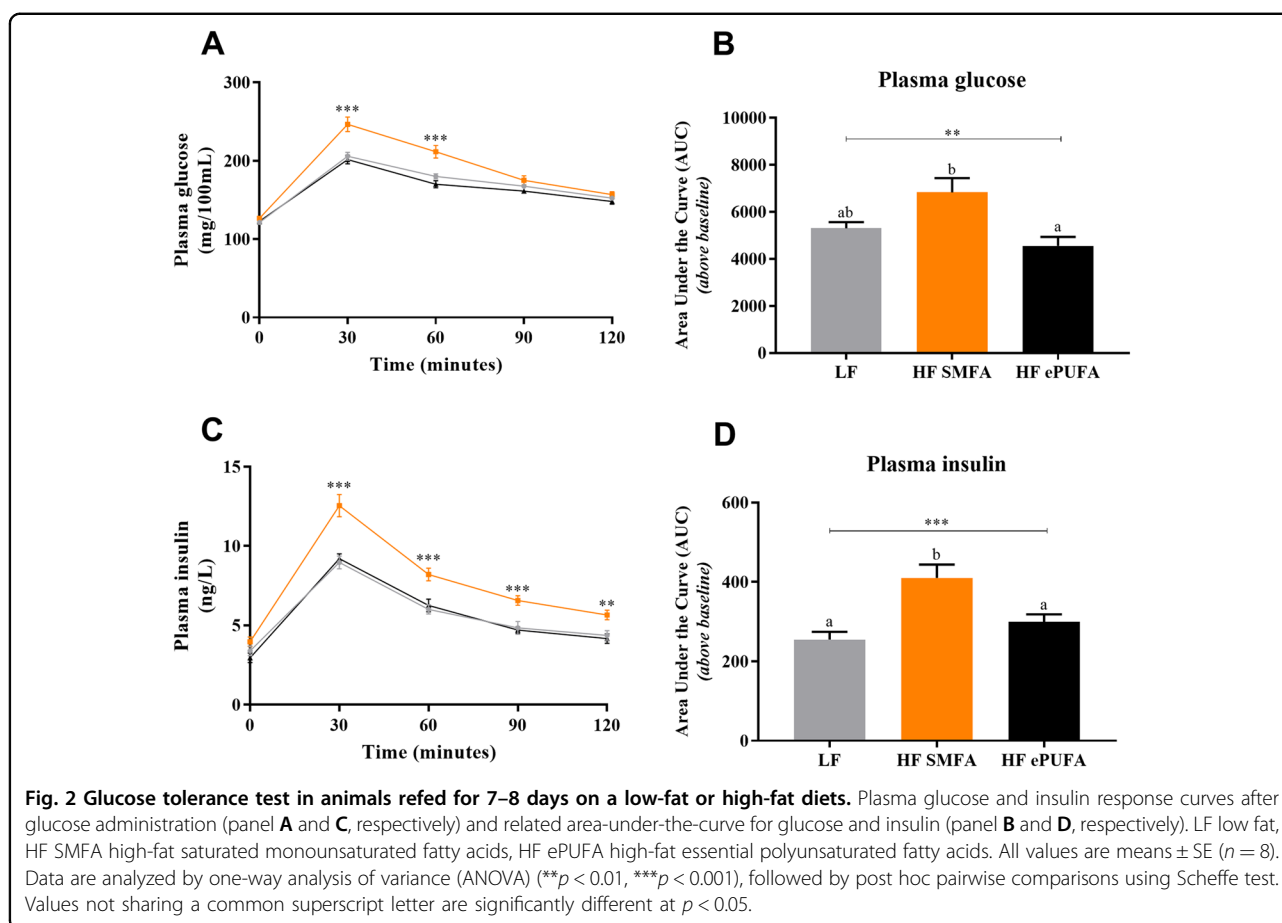 A
300
200
100
0
Plasma glucose
(mg/100mL)
***
***
0 30 60 90 120
Time (minutes)
B
Plasma glucose
10000
8000
6000
4000
2000
0
Area Under the Curve (AUC)
(above baseline)
**
ab
b
a
LF HF SMFA HF ePUFA
C
15
10
5
0
Plasma insulin
(ng/L)
***
***
***
**
0 30 60 90 120
Time (minutes)
D
Plasma insulin
600
400
200
0
Area Under the Curve (AUC)
(above baseline)
***
a
b
a
LF HF SMFA HF ePUFA
Fig. 2 Glucose tolerance test in animals refed for 7–8 days on a low-fat or high-fat diets. Plasma glucose and insulin response curves after
glucose administration (panel A and C, respectively) and related area-under-the-curve for glucose and insulin (panel B and D, respectively). LF low fat,
HF SMFA high-fat saturated monounsaturated fatty acids, HF ePUFA high-fat essential polyunsaturated fatty acids. All values are means ± SE (n = 8).
Data are analyzed by one-way analysis of variance (ANOVA) (**p < 0.01, ***p < 0.001), followed by post hoc pairwise comparisons using Scheffe test.
Values not sharing a common superscript letter are significantly different at p < 0.05.